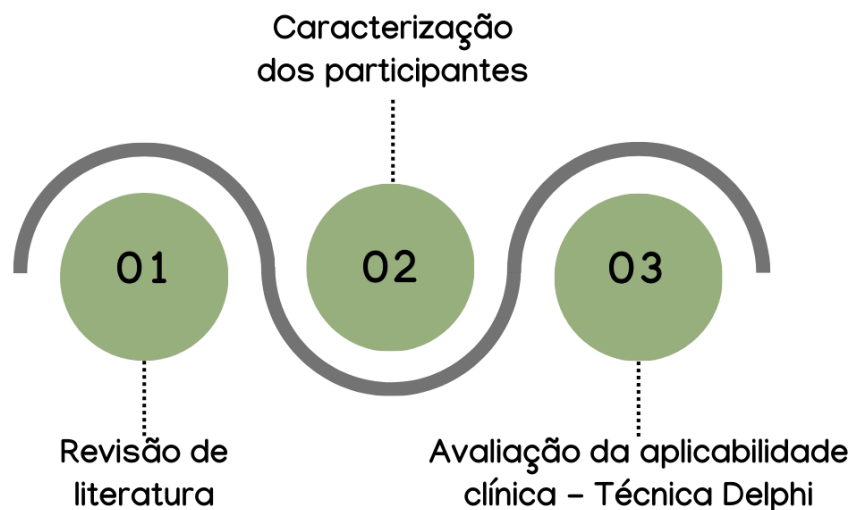 Caracterização
dos participantes
01
02
03
Revisão de
literatura
Avaliação da aplicabilidade
clínica – Técnica Delphi